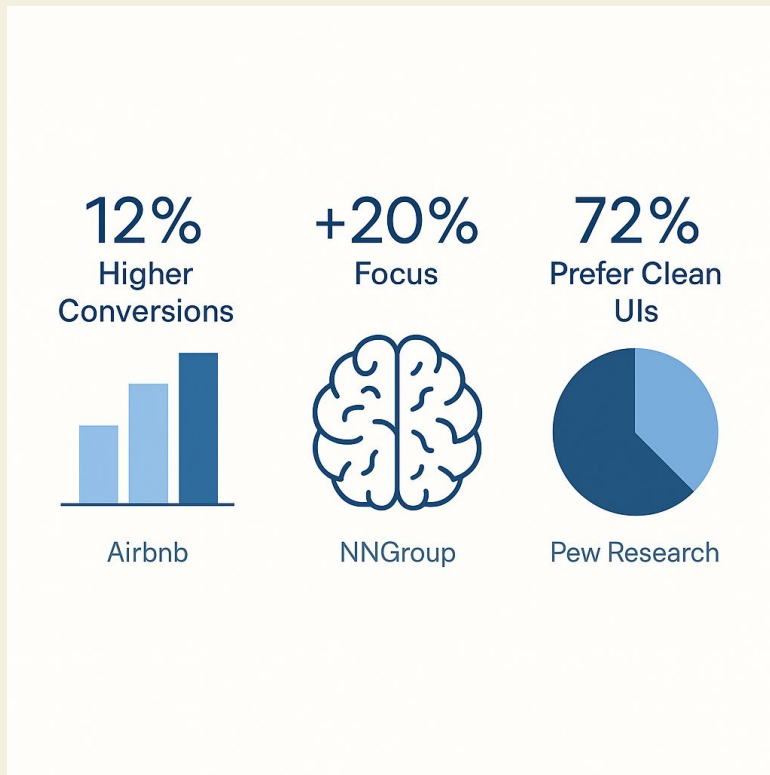 12%
Higher
Conversions
Airbnb
+20%
Focus
NNGroup
72%
Prefer Clean
UIs
Pew Research